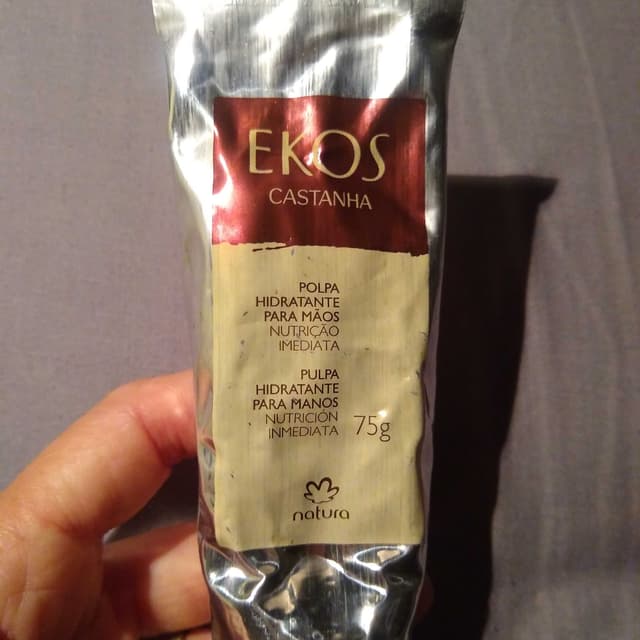 EKOS
CASTANHA
POLPA
HIDRATANTE
PARA MÃOS
NUTRIÇÃO
IMEDIATA
PULPA
HIDRATANTE
PARA MANOS
NUTRICIÓN
INMEDIATA 75g
natura